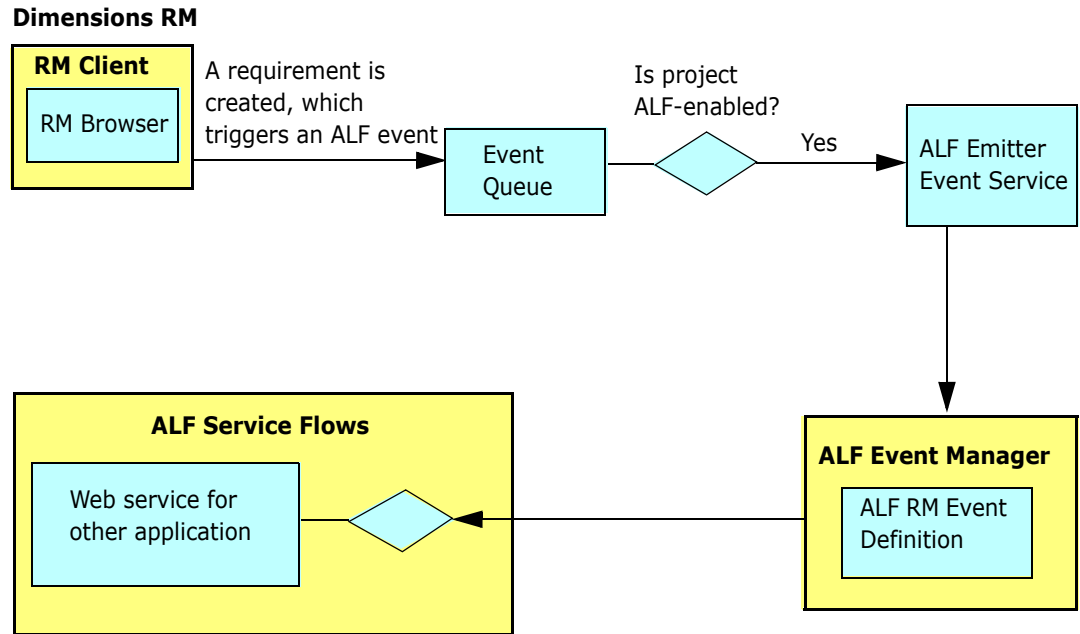 Dimensions RM
RM Client
RM Browser
A requirement is
created, which
triggers an ALF event
Event
Queue
Is project
ALF-enabled?
Yes
ALF Emitter
Event Service
ALF Service Flows
Web service for
other application
ALF Event Manager
ALF RM Event
Definition